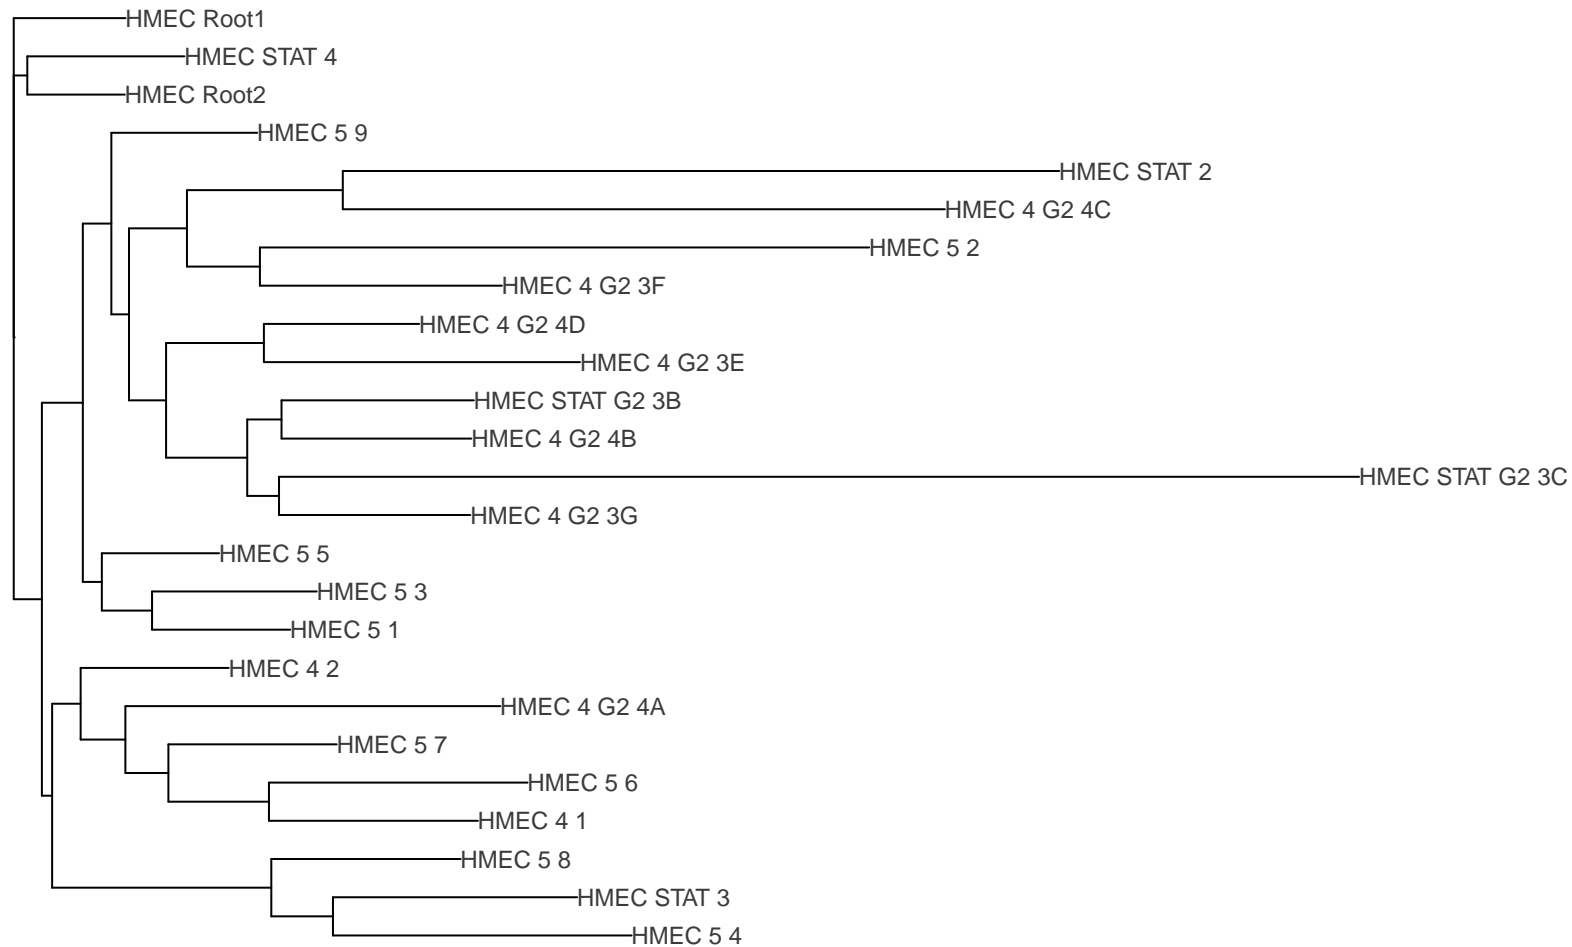 HMEC Root1
HMEC STAT 4
HMEC Root2
HMEC 5 9
HMEC STAT 2
HMEC 4 G2 4C
HMEC 5 2
HMEC 4 G2 3F
HMEC 4 G2 4D
HMEC 4 G2 3E
HMEC STAT G2 3B
HMEC 4 G2 4B
HMEC STAT G2 3C
HMEC 4 G2 3G
HMEC 5 5
HMEC 5 3
HMEC 5 1
HMEC 4 2
HMEC 4 G2 4A
HMEC 5 7
HMEC 5 6
HMEC 4 1
HMEC 5 8
HMEC STAT 3
HMEC 5 4